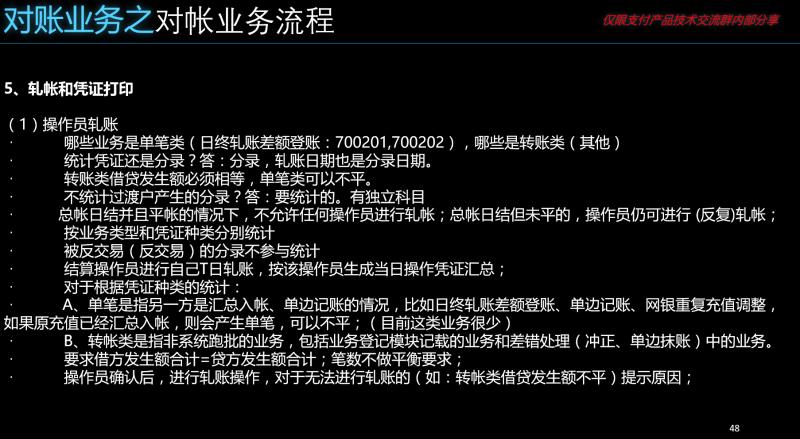 对账业务之对帐业务流程
仅限支付产品技术交流群内部分享
5、轧帐和凭证打印
（1）操作员轧账
· 哪些业务是单笔类（日终轧账差额登账：700201,700202），哪些是转账类（其他）
· 统计凭证还是分录？答：分录，轧账日期也是分录日期。
· 转账类借贷发生额必须相等，单笔类可以不平。
· 不统计过渡户产生的分录？答：要统计的。有独立科目
· 总帐日结并且平帐的情况下，不允许任何操作员进行轧帐；总帐日结但未平的，操作员仍可进行 (反复)轧帐；
· 按业务类型和凭证种类分别统计
· 被反交易（反交易）的分录不参与统计
· 结算操作员进行自己T日轧账，按该操作员生成当日操作凭证汇总；
· 对于根据凭证种类的统计：
· A、单笔是指另一方是汇总入帐、单边记账的情况，比如日终轧账差额登账、单边记账、网银重复充值调整，
如果原充值已经汇总入帐，则会产生单笔，可以不平；（目前这类业务很少）
· B、转帐类是指非系统跑批的业务，包括业务登记模块记载的业务和差错处理（冲正、单边抹账）中的业务。
· 要求借方发生额合计=贷方发生额合计；笔数不做平衡要求；
· 操作员确认后，进行轧账操作，对于无法进行轧账的（如：转帐类借贷发生额不平）提示原因；
48